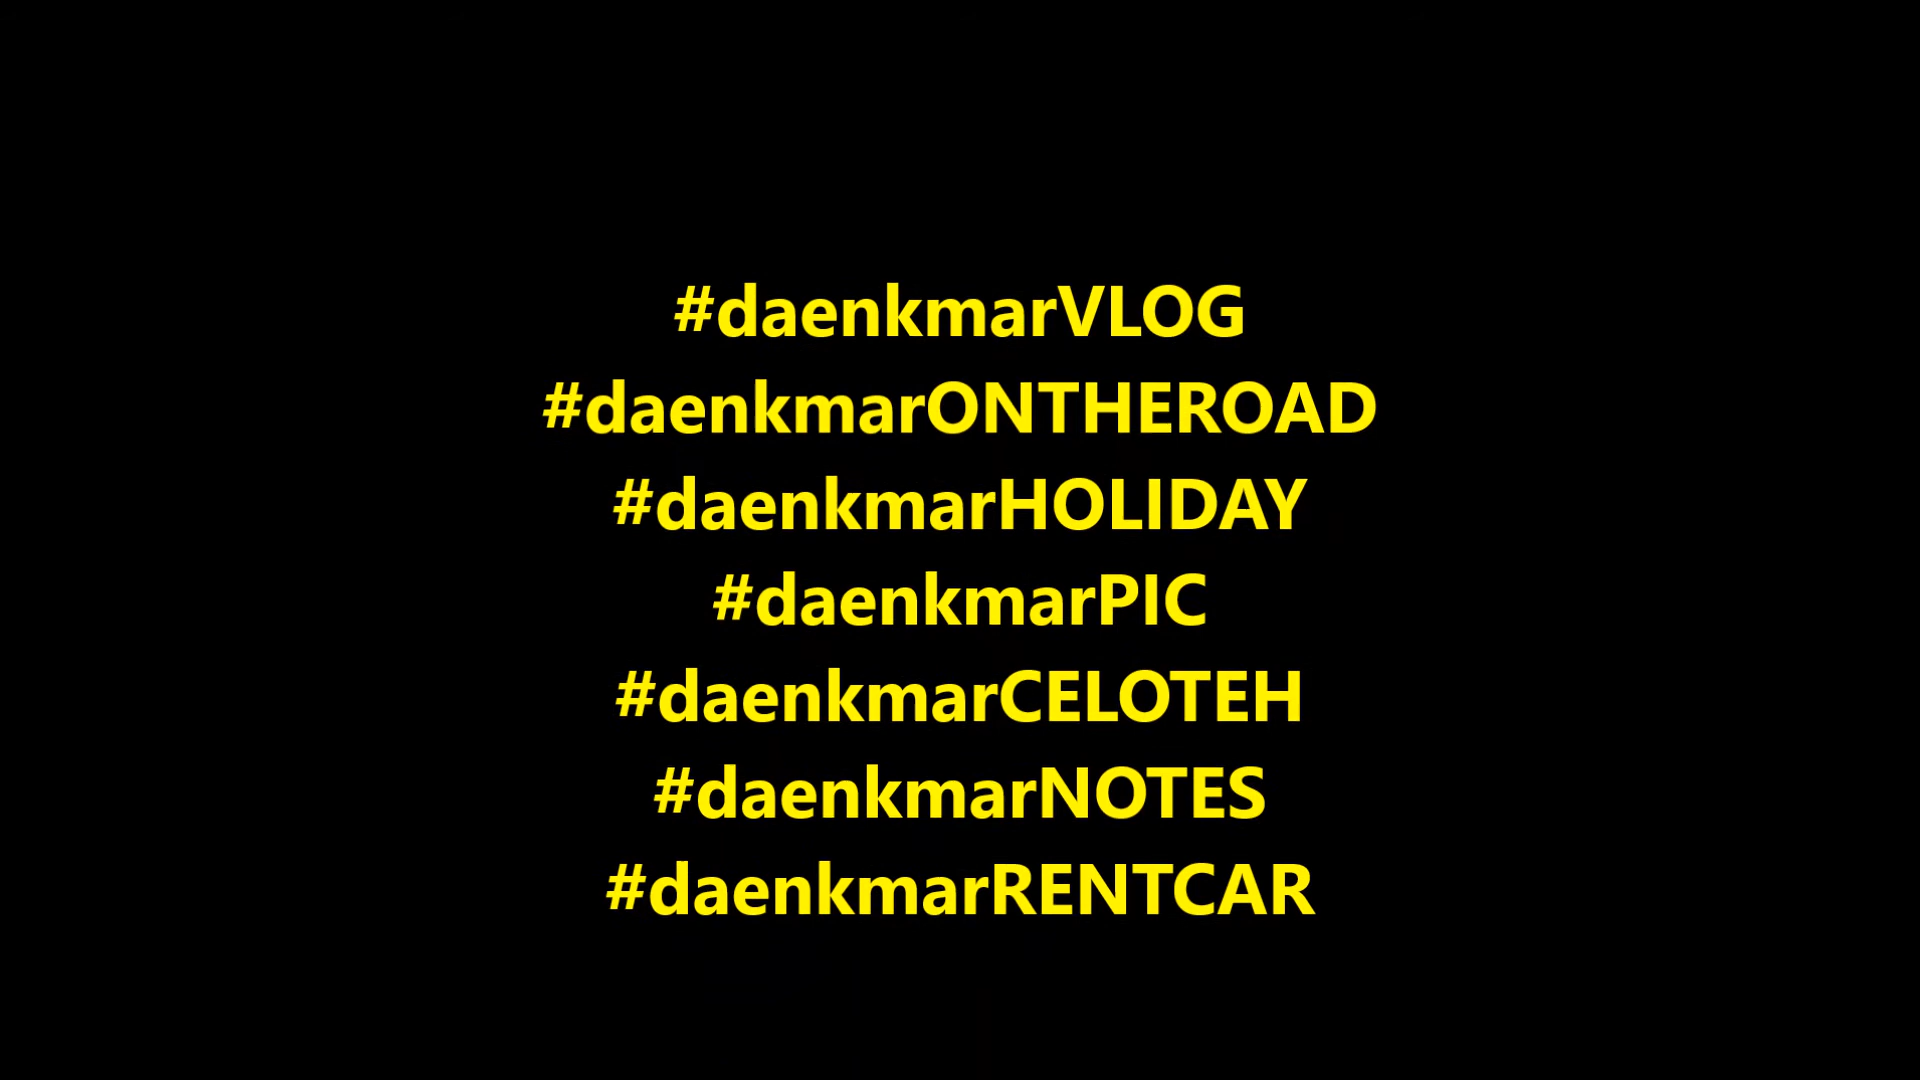 #daenkmarVLOG
#daenkmarONTHEROAD
#daenkmarHOLIDAY
#daenkmarPIC
#daenkmarCELOTEH
#daenkmarNOTES
#daenkmarRENTCAR